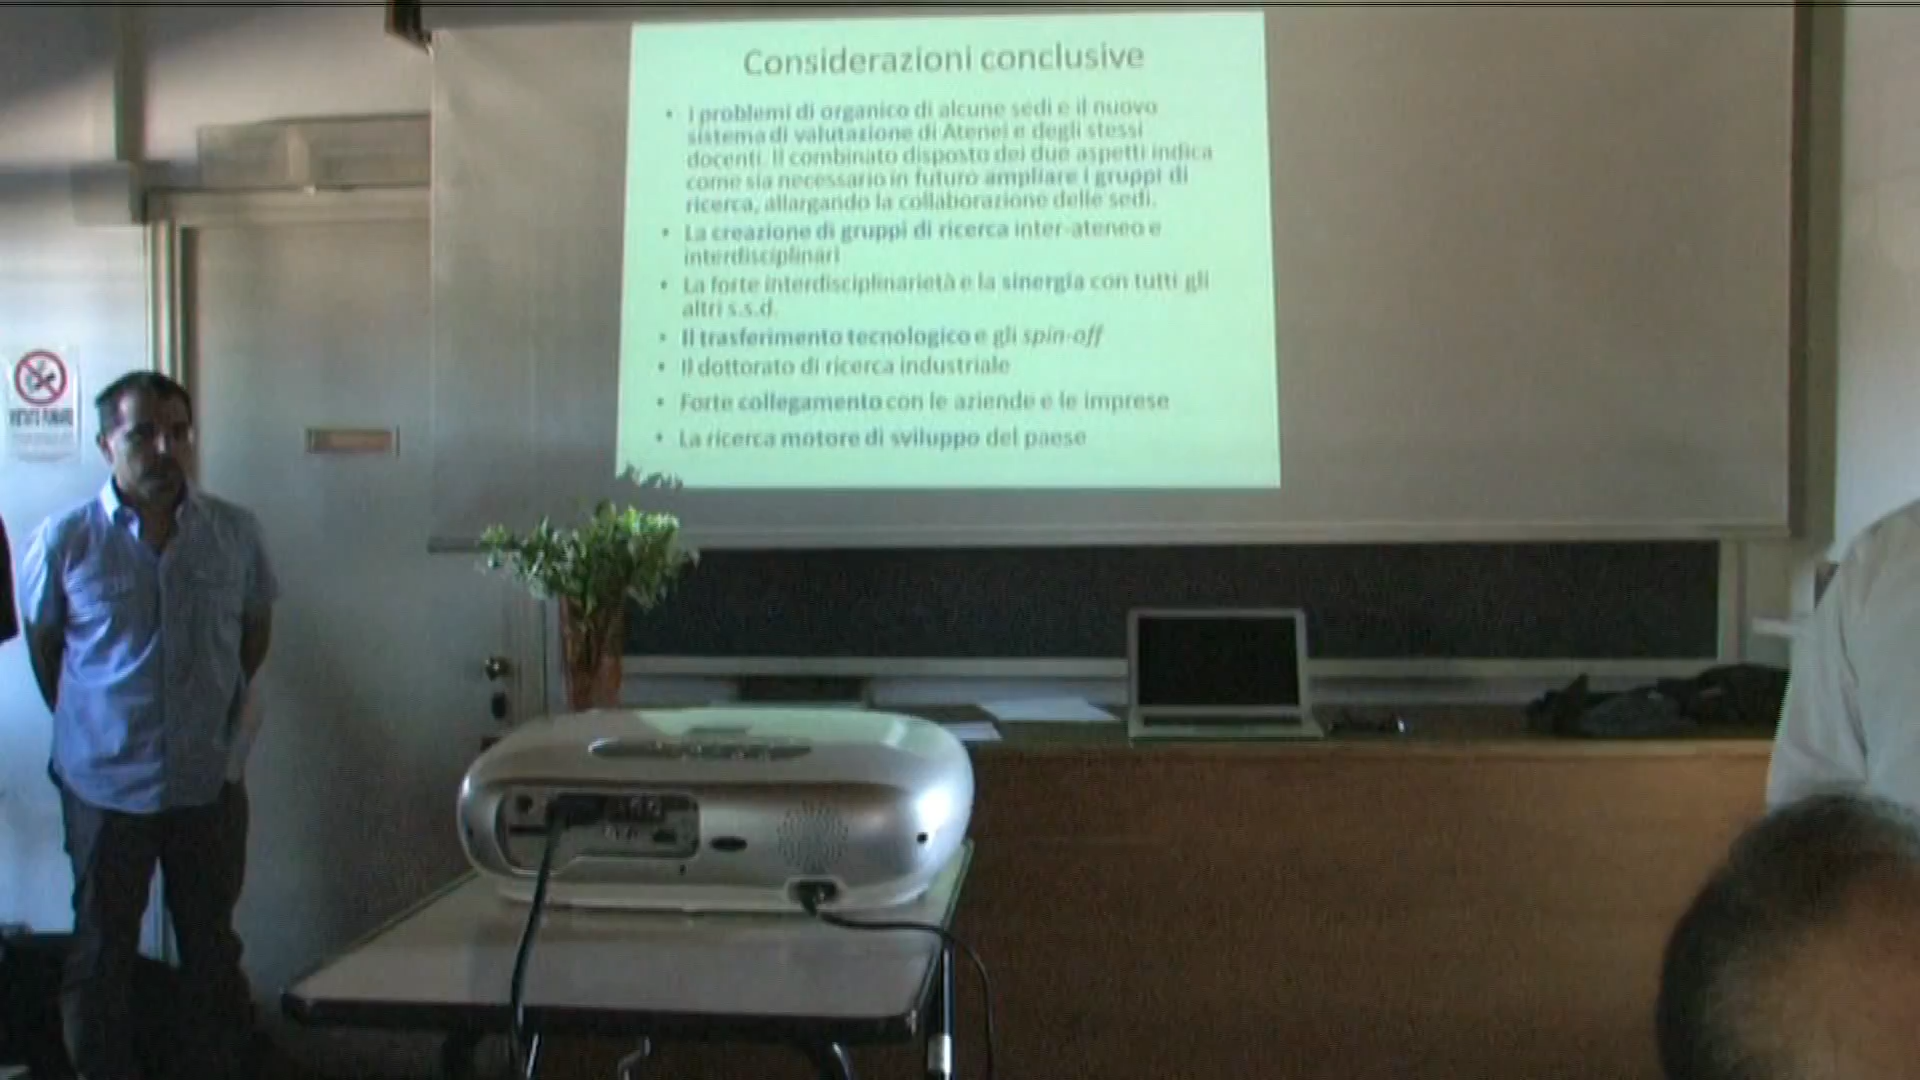 Considerazioni conclusive
• I problemi di organico di alcune sedi e il nuovo
sistema di valutazione di Atenei e degli stessi
docenti. Il combinato disposto dei due aspetti indica
come sia necessario in futuro ampliare i gruppi di
ricerca, allargando la collaborazione delle sedi.
• La creazione di gruppi di ricerca inter-ateneo e
interdisciplinari
• La forte interdisciplinarietà e la sinergia con tutti gli
altri s.s.d.
• Il trasferimento tecnologico e gli spin-off
• Il dottorato di ricerca industriale
• Forte collegamento con le aziende e le imprese
• La ricerca motore di sviluppo del paese
VIETATO FUMARE